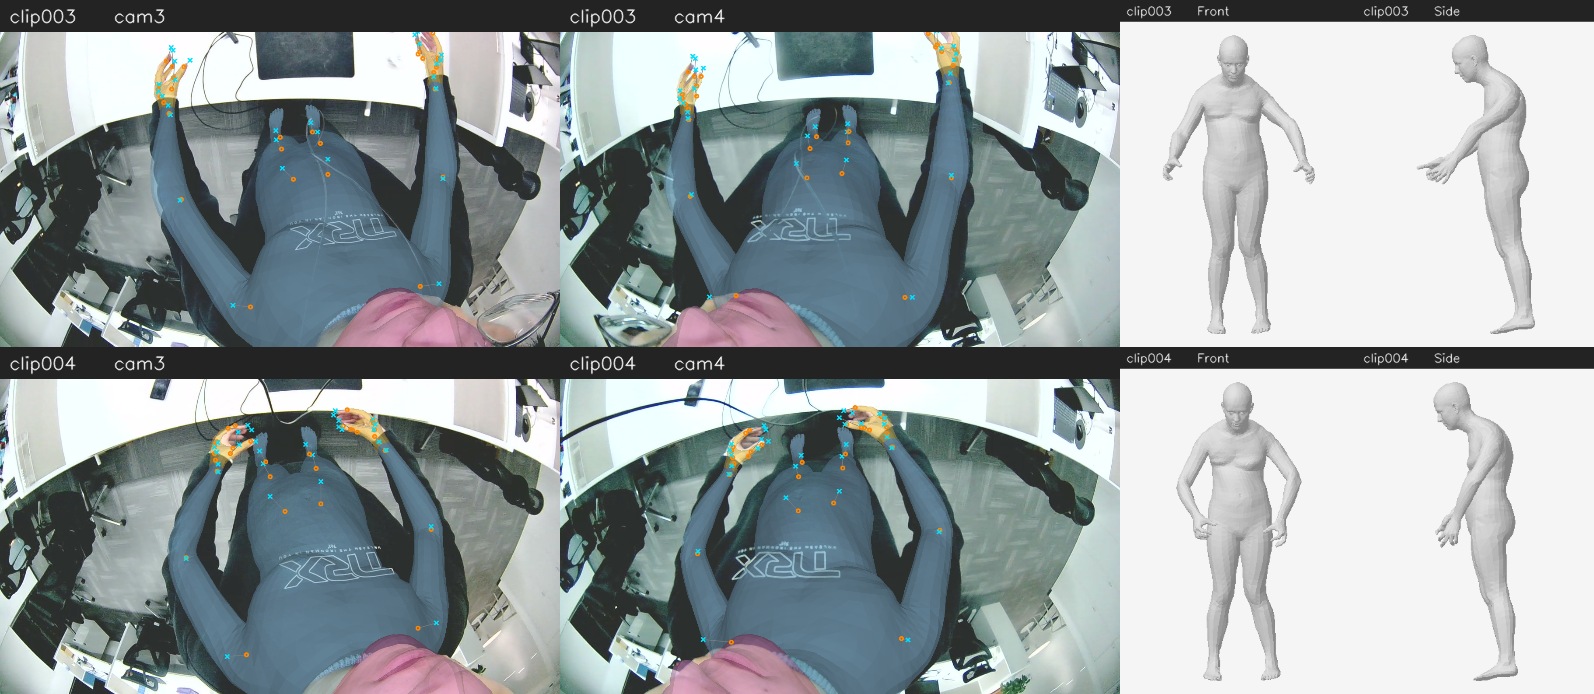 clip003 cam3
clip003 cam4
clip003 Front
clip003 Side
TRX
TRX
clip004 cam3
clip004 cam4
clip004 Front
clip004 Side
TRX
TRX